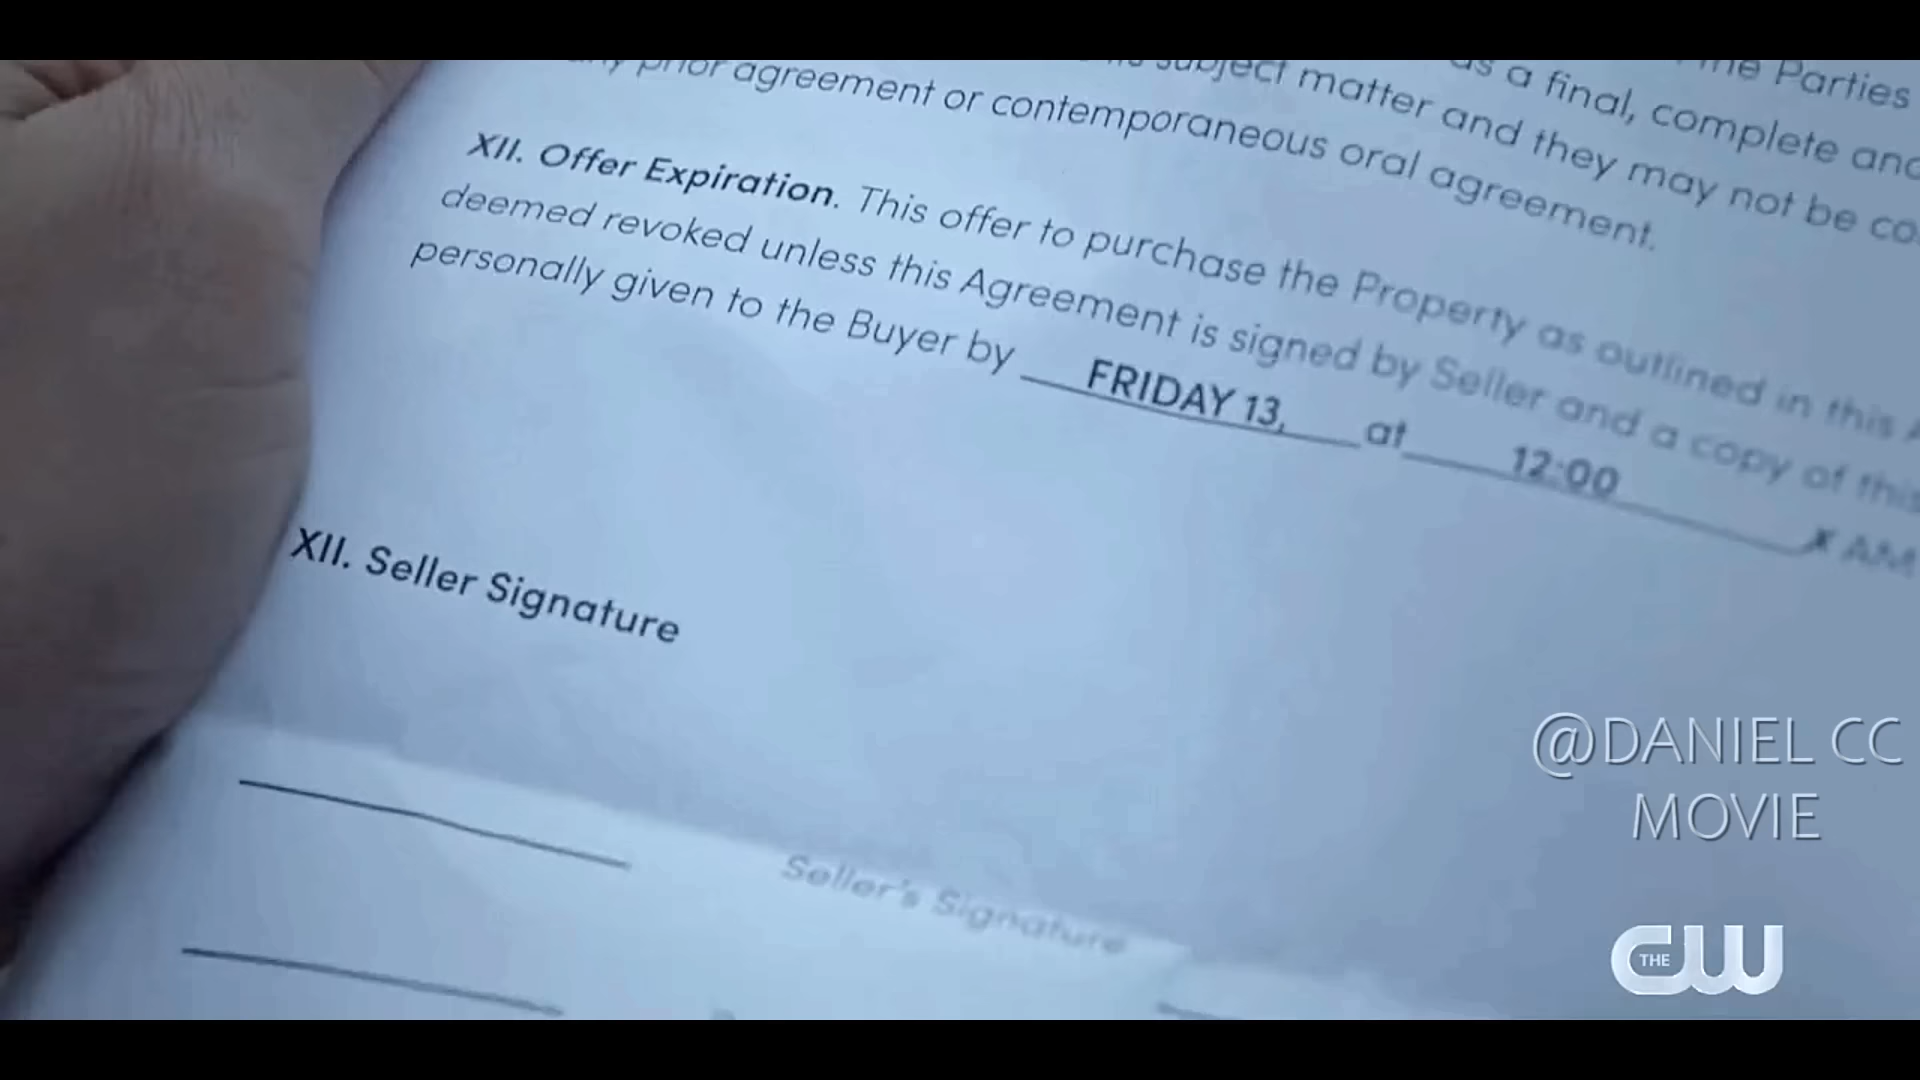 the Parties
as a final, complete and
subject matter and they may not be co
prior agreement or contemporaneous oral agreement.
XII. Offer Expiration. This offer to purchase the Property as outlined in this
deemed revoked unless this Agreement is signed by Seller and a copy of this
personally given to the Buyer by FRIDAY 13, at 12:00 X AM
XII. Seller Signature
Seller's Signature
@DANIEL CC
MOVIE
THE CW